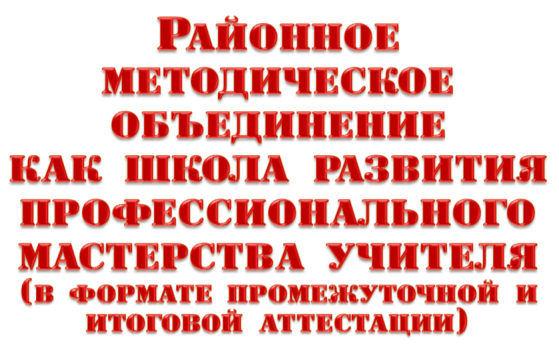 Районное
методическое
объединение
как школа развития
профессионального
мастерства учителя
(в формате промежуточной и
итоговой аттестации)